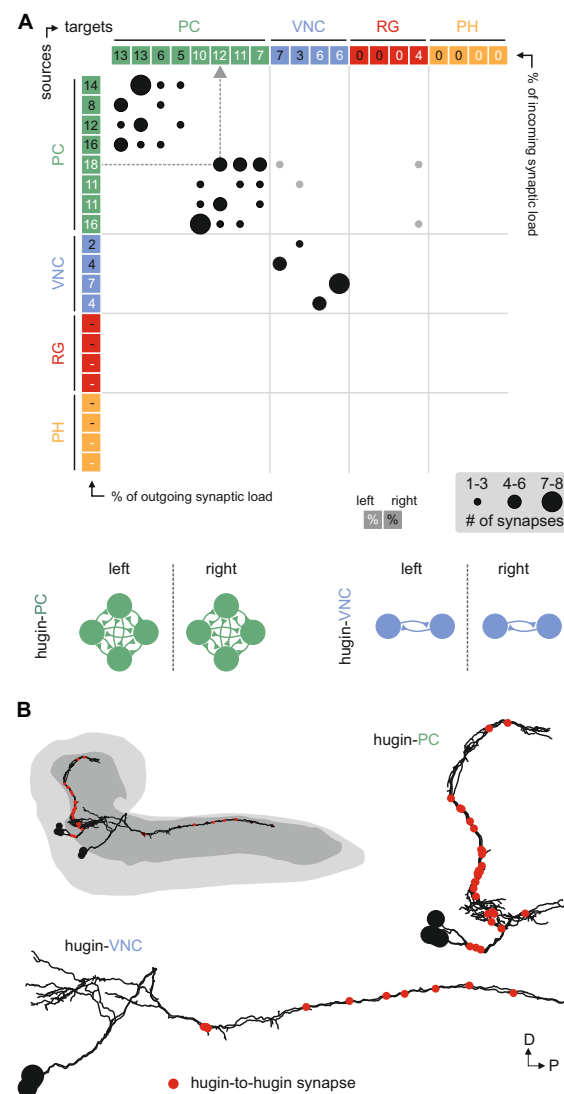 A
targets
PC VNC RG PH
sources
13 13 6 5 10 12 11 7 7 3 6 6 0 0 0 4 0 0 0 0
% of incoming synaptic load
PC
14
8
12
16
18
11
11
16
VNC
2
4
7
4
RG
-
-
-
-
PH
-
-
-
-
% of outgoing synaptic load
left right
% %
1-3 4-6 7-8
# of synapses
left right
hugin-PC
left right
hugin-VNC
B
hugin-PC
hugin-VNC
D
P
hugin-to-hugin synapse